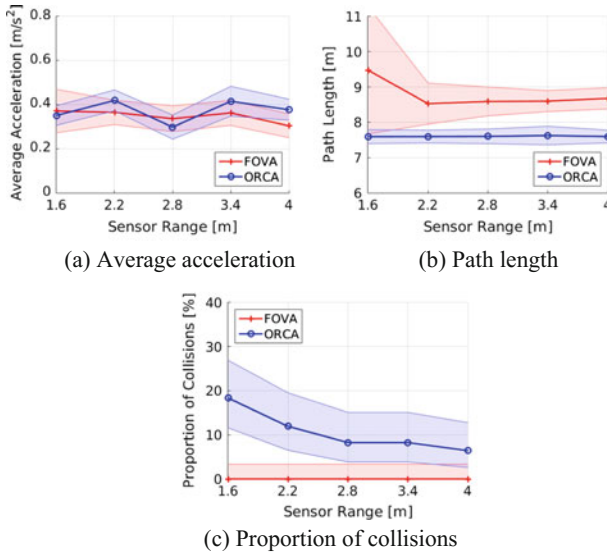 0.8
0.6
0.4
0.2
0
Average Acceleration [m/s²]
FOVA
ORCA
1.6 2.2 2.8 3.4 4
Sensor Range [m]
(a) Average acceleration
11
10
9
8
7
6
Path Length [m]
FOVA
ORCA
1.6 2.2 2.8 3.4 4
Sensor Range [m]
(b) Path length
40
30
20
10
0
Proportion of Collisions [%]
FOVA
ORCA
1.6 2.2 2.8 3.4 4
Sensor Range [m]
(c) Proportion of collisions